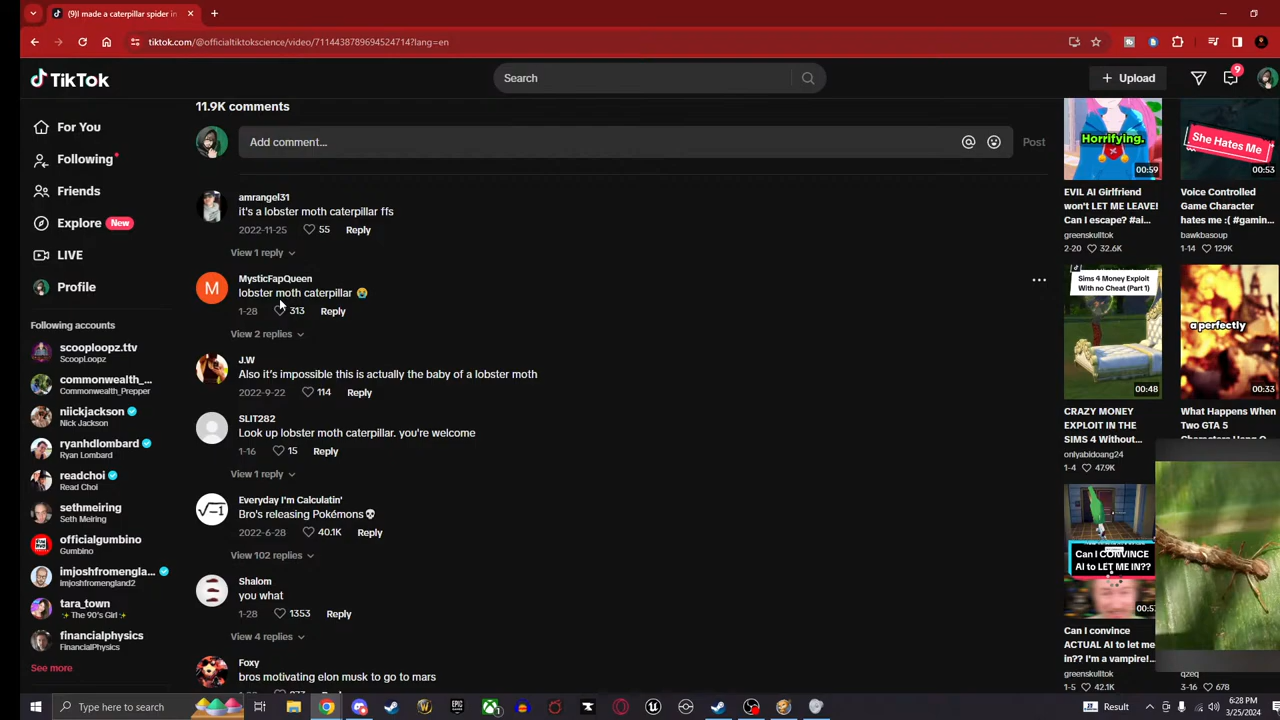 (9)I made a caterpillar spider in
tiktok.com/@officialtiktokscience/video/7114438789694524714?lang=en
TikTok
Search
Upload
9
For You
Following
Friends
Explore New
LIVE
Profile
Following accounts
scooploopz.ttv
ScoopLoopz
commonwealth_...
Commonwealth_Prepper
niickjackson
Nick Jackson
ryanhdlombard
Ryan Lombard
readchoi
Read Choi
sethmeiring
Seth Meiring
officialgumbino
Gumbino
imjoshfromengla...
imjoshfromengland2
tara_town
✨The 90's Girl✨
financialphysics
FinancialPhysics
See more
11.9K comments
Add comment...
Post
amrangel31
it's a lobster moth caterpillar ffs
2022-11-25 55 Reply
View 1 reply
M
MysticFapQueen
lobster moth caterpillar 😭
1-28 313 Reply
View 2 replies
J.W
Also it's impossible this is actually the baby of a lobster moth
2022-9-22 114 Reply
SLIT282
Look up lobster moth caterpillar. you're welcome
1-16 15 Reply
View 1 reply
√-1
Everyday I'm Calculatin'
Bro's releasing Pokémons💀
2022-6-28 40.1K Reply
View 102 replies
Shalom
you what
1-28 1353 Reply
View 4 replies
Foxy
bros motivating elon musk to go to mars
Horrifying.
00:59
EVIL AI Girlfriend
won't LET ME LEAVE!
Can I escape? #ai...
greenskulltok
2-20 32.6K
She Hates Me
00:53
Voice Controlled
Game Character
hates me :( #gamin...
bawkbasoup
1-14 129K
Sims 4 Money Exploit
With no Cheat (Part 1)
00:48
CRAZY MONEY
EXPLOIT IN THE
SIMS 4 Without...
onlyabidoang24
1-4 47.9K
a perfectly
00:33
What Happens When
Two GTA 5
Can I CONVINCE
AI to LET ME IN??
Can I convince
ACTUAL AI to let me
in?? I'm a vampire!...
greenskulltok
1-5 42.1K
qzeq
3-16 678
Type here to search
EPIC
1
Result
6:28 PM
3/25/2024